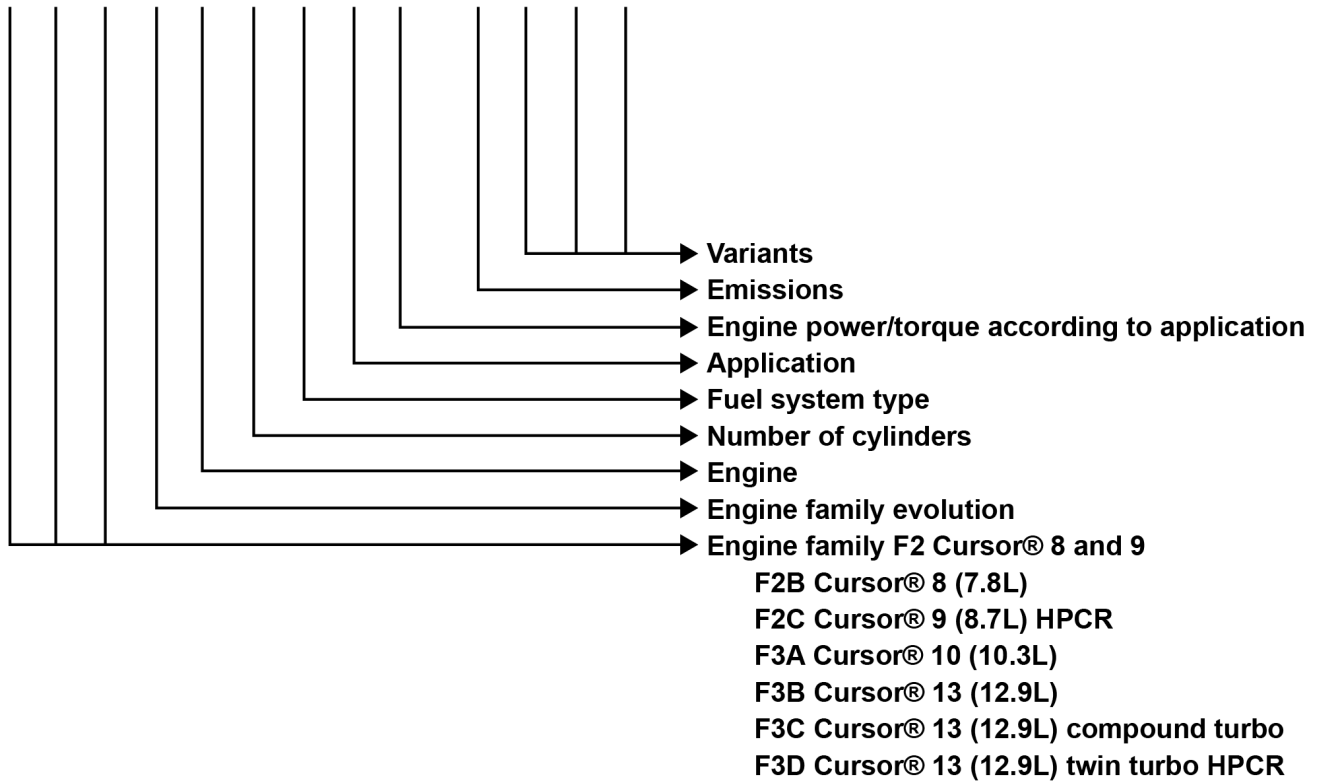 Variants
Emissions
Engine power/torque according to application
Application
Fuel system type
Number of cylinders
Engine
Engine family evolution
Engine family F2 Cursor® 8 and 9
F2B Cursor® 8 (7.8L)
F2C Cursor® 9 (8.7L) HPCR
F3A Cursor® 10 (10.3L)
F3B Cursor® 13 (12.9L)
F3C Cursor® 13 (12.9L) compound turbo
F3D Cursor® 13 (12.9L) twin turbo HPCR